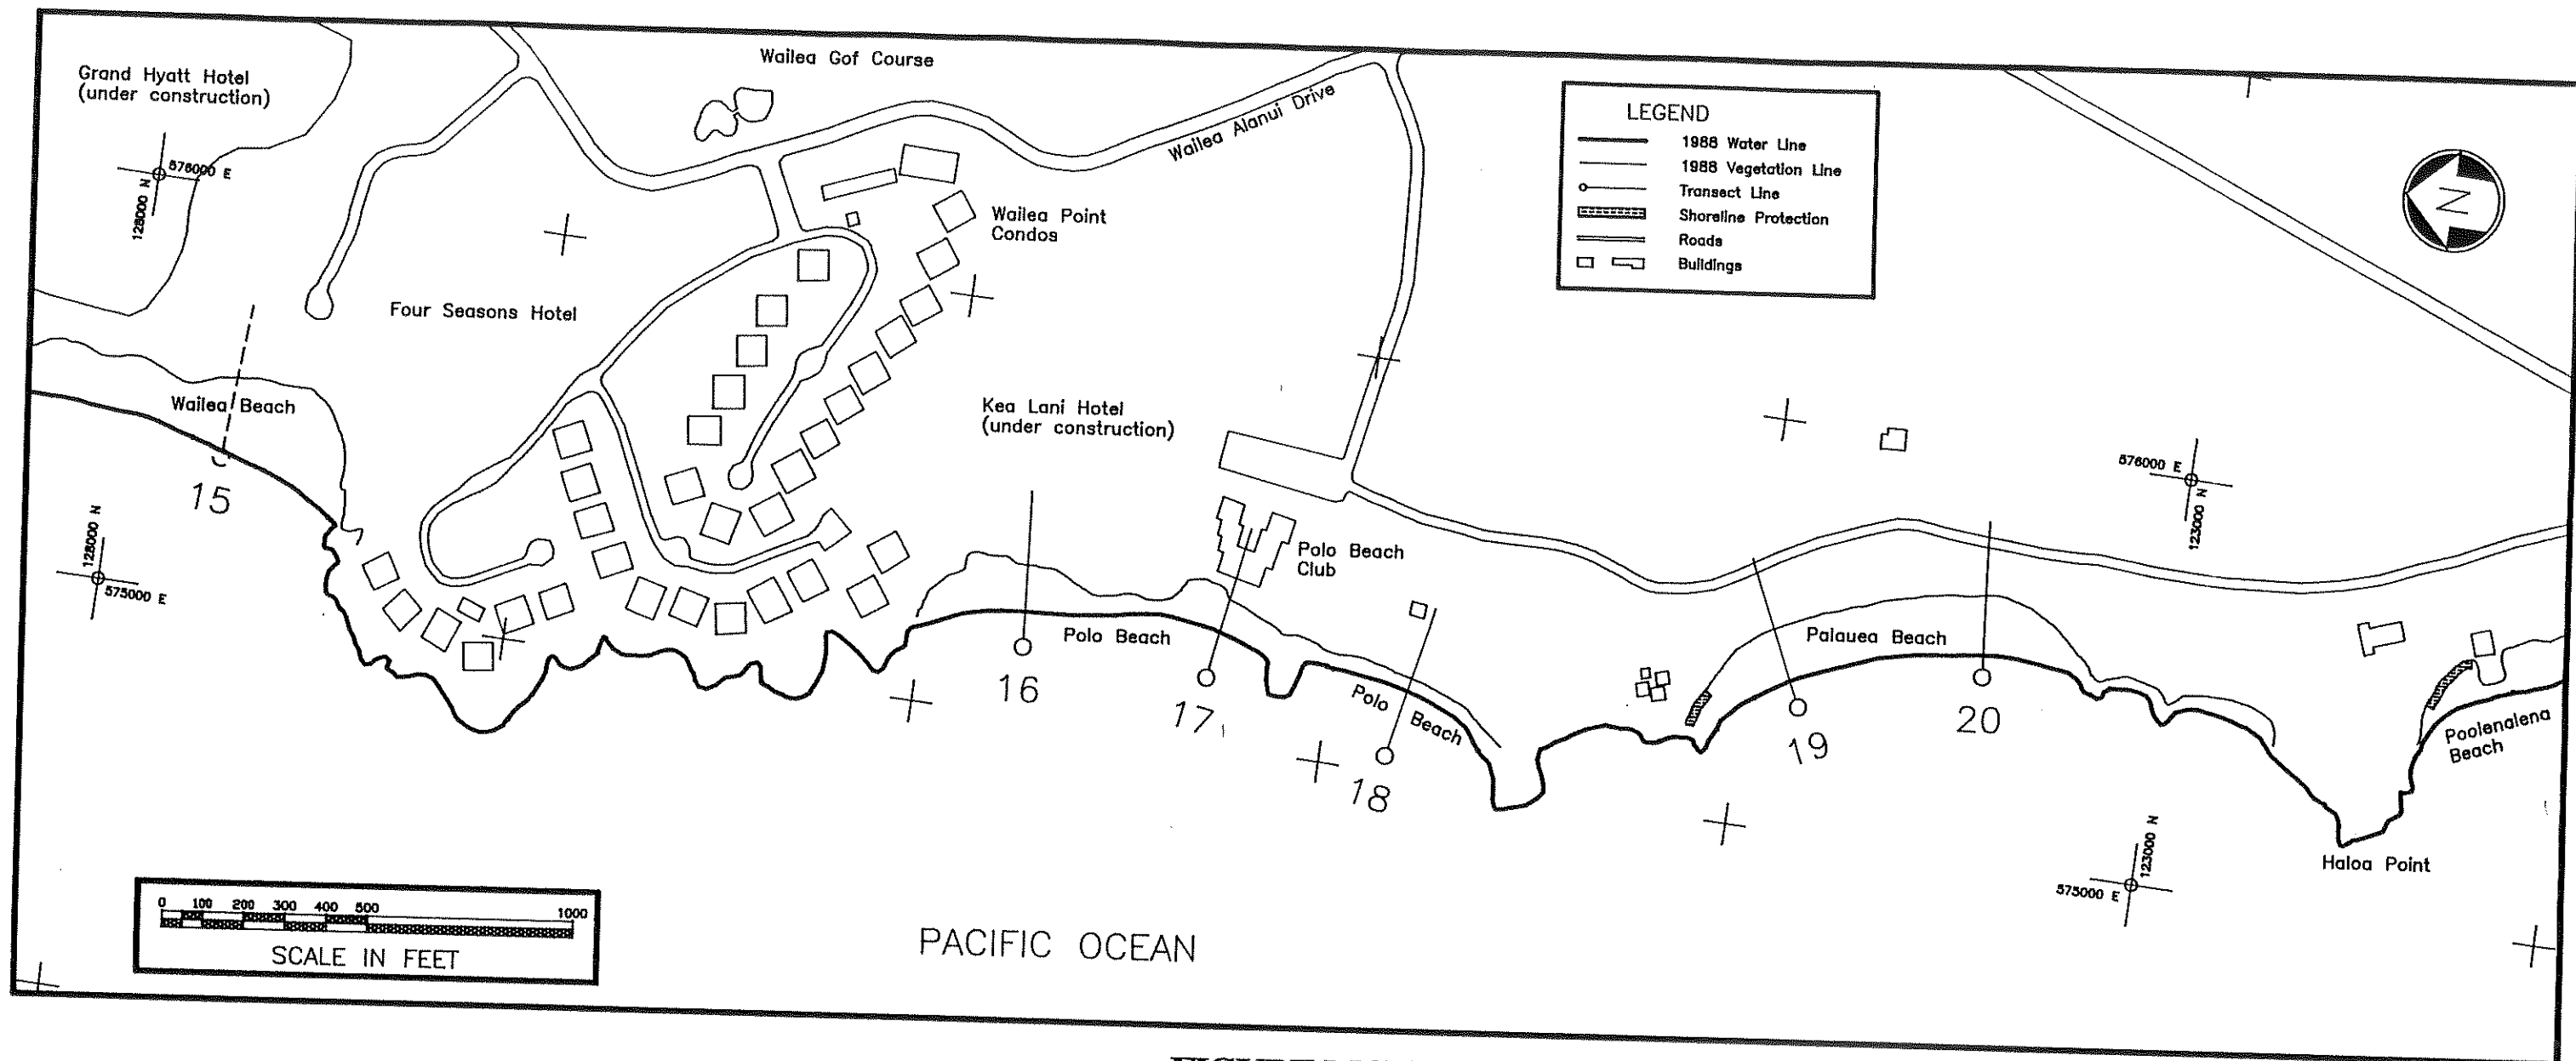 Grand Hyatt Hotel
(under construction)
Wailea Gof Course
Wailea Alanui Drive
LEGEND
1988 Water Line
1988 Vegetation Line
Transect Line
Shoreline Protection
Roads
Buildings
N
576000 E
128000 N
Wailea Point
Condos
Four Seasons Hotel
Wailea Beach
15
Kea Lani Hotel
(under construction)
576000 E
123000 N
128000 N
575000 E
Polo Beach
Club
Polo Beach
16
17
Polo Beach
18
Palauea Beach
19
20
Poolenalena
Beach
Haloa Point
123000 N
575000 E
0 100 200 300 400 500 1000
SCALE IN FEET
PACIFIC OCEAN